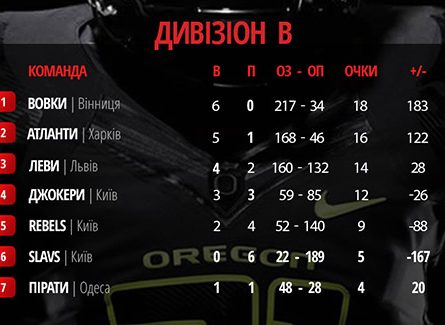 ДИВІЗІОН В
КОМАНДА В П ОЗ - ОП ОЧКИ +/-
1 ВОВКИ | Вінниця 6 0 217 - 34 18 183
2 АТЛАНТИ | Харків 5 1 168 - 46 16 122
3 ЛЕВИ | Львів 4 2 160 - 132 14 28
4 ДЖОКЕРИ | Київ 3 3 59 - 85 12 -26
5 REBELS | Київ 2 4 52 - 140 9 -88
6 SLAVS | Київ 0 6 22 - 189 5 -167
OREGON
7 ПІРАТИ | Одеса 1 1 48 - 28 4 20